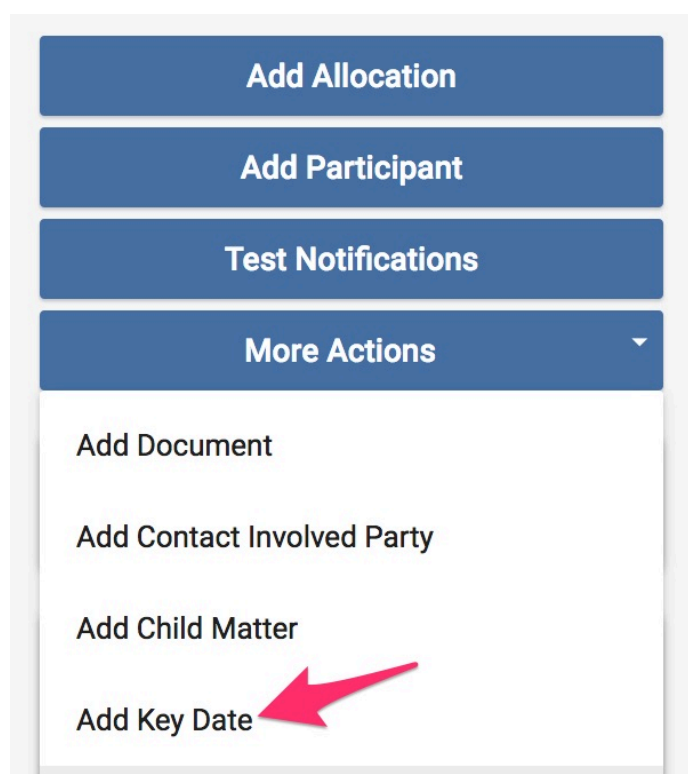 Add Allocation
Add Participant
Test Notifications
More Actions
Add Document
Add Contact Involved Party
Add Child Matter
Add Key Date